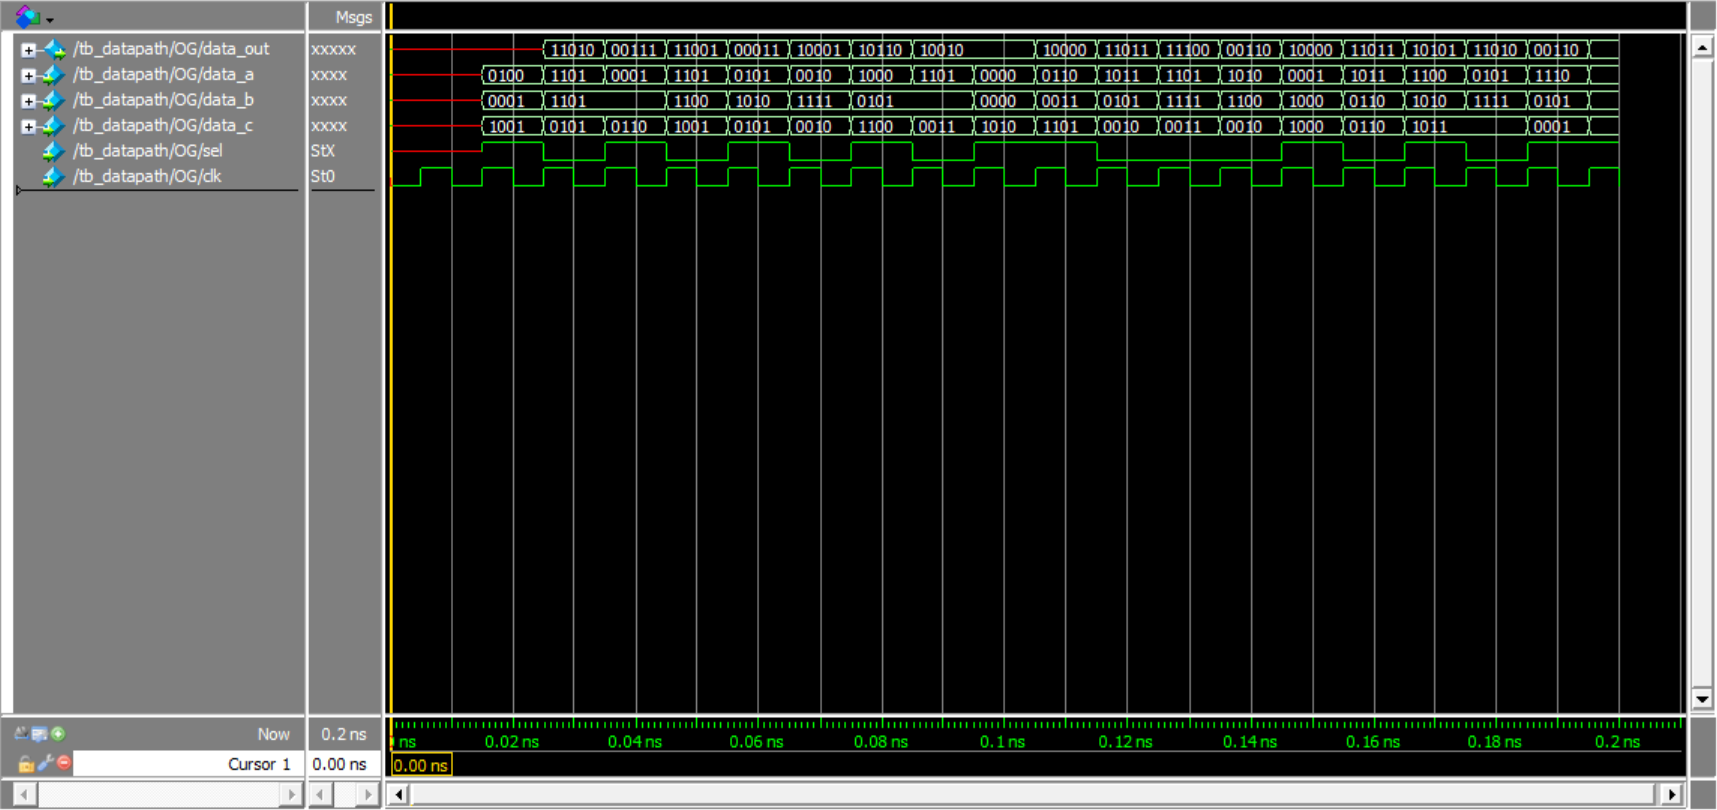 Msgs
/tb_datapath/OG/data_out xxxxx 11010 00111 11001 00011 10001 10110 10010 10000 11011 11100 00110 10000 11011 10101 11010 00110
/tb_datapath/OG/data_a xxxx 0100 1101 0001 1101 0101 0010 1000 1101 0000 0110 1011 1101 1010 0001 1011 1100 0101 1110
/tb_datapath/OG/data_b xxxx 0001 1101 1100 1010 1111 0101 0000 0011 0101 1111 1100 1000 0110 1010 1111 0101
/tb_datapath/OG/data_c xxxx 1001 0101 0110 1001 0101 0010 1100 0011 1010 1101 0010 0011 0010 1000 0110 1011 0001
/tb_datapath/OG/sel StX
/tb_datapath/OG/clk St0
Now 0.2 ns ns 0.02 ns 0.04 ns 0.06 ns 0.08 ns 0.1 ns 0.12 ns 0.14 ns 0.16 ns 0.18 ns 0.2 ns
Cursor 1 0.00 ns 0.00 ns